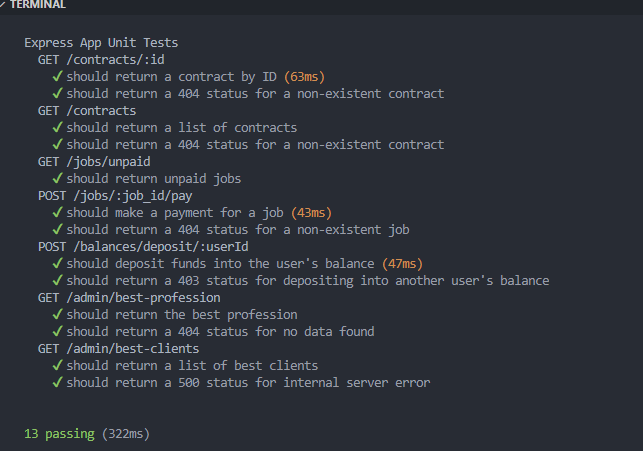 TERMINAL
Express App Unit Tests
GET /contracts/:id
✓ should return a contract by ID (63ms)
✓ should return a 404 status for a non-existent contract
GET /contracts
✓ should return a list of contracts
✓ should return a 404 status for a non-existent contract
GET /jobs/unpaid
✓ should return unpaid jobs
POST /jobs/:job_id/pay
✓ should make a payment for a job (43ms)
✓ should return a 404 status for a non-existent job
POST /balances/deposit/:userId
✓ should deposit funds into the user's balance (47ms)
✓ should return a 403 status for depositing into another user's balance
GET /admin/best-profession
✓ should return the best profession
✓ should return a 404 status for no data found
GET /admin/best-clients
✓ should return a list of best clients
✓ should return a 500 status for internal server error
13 passing (322ms)